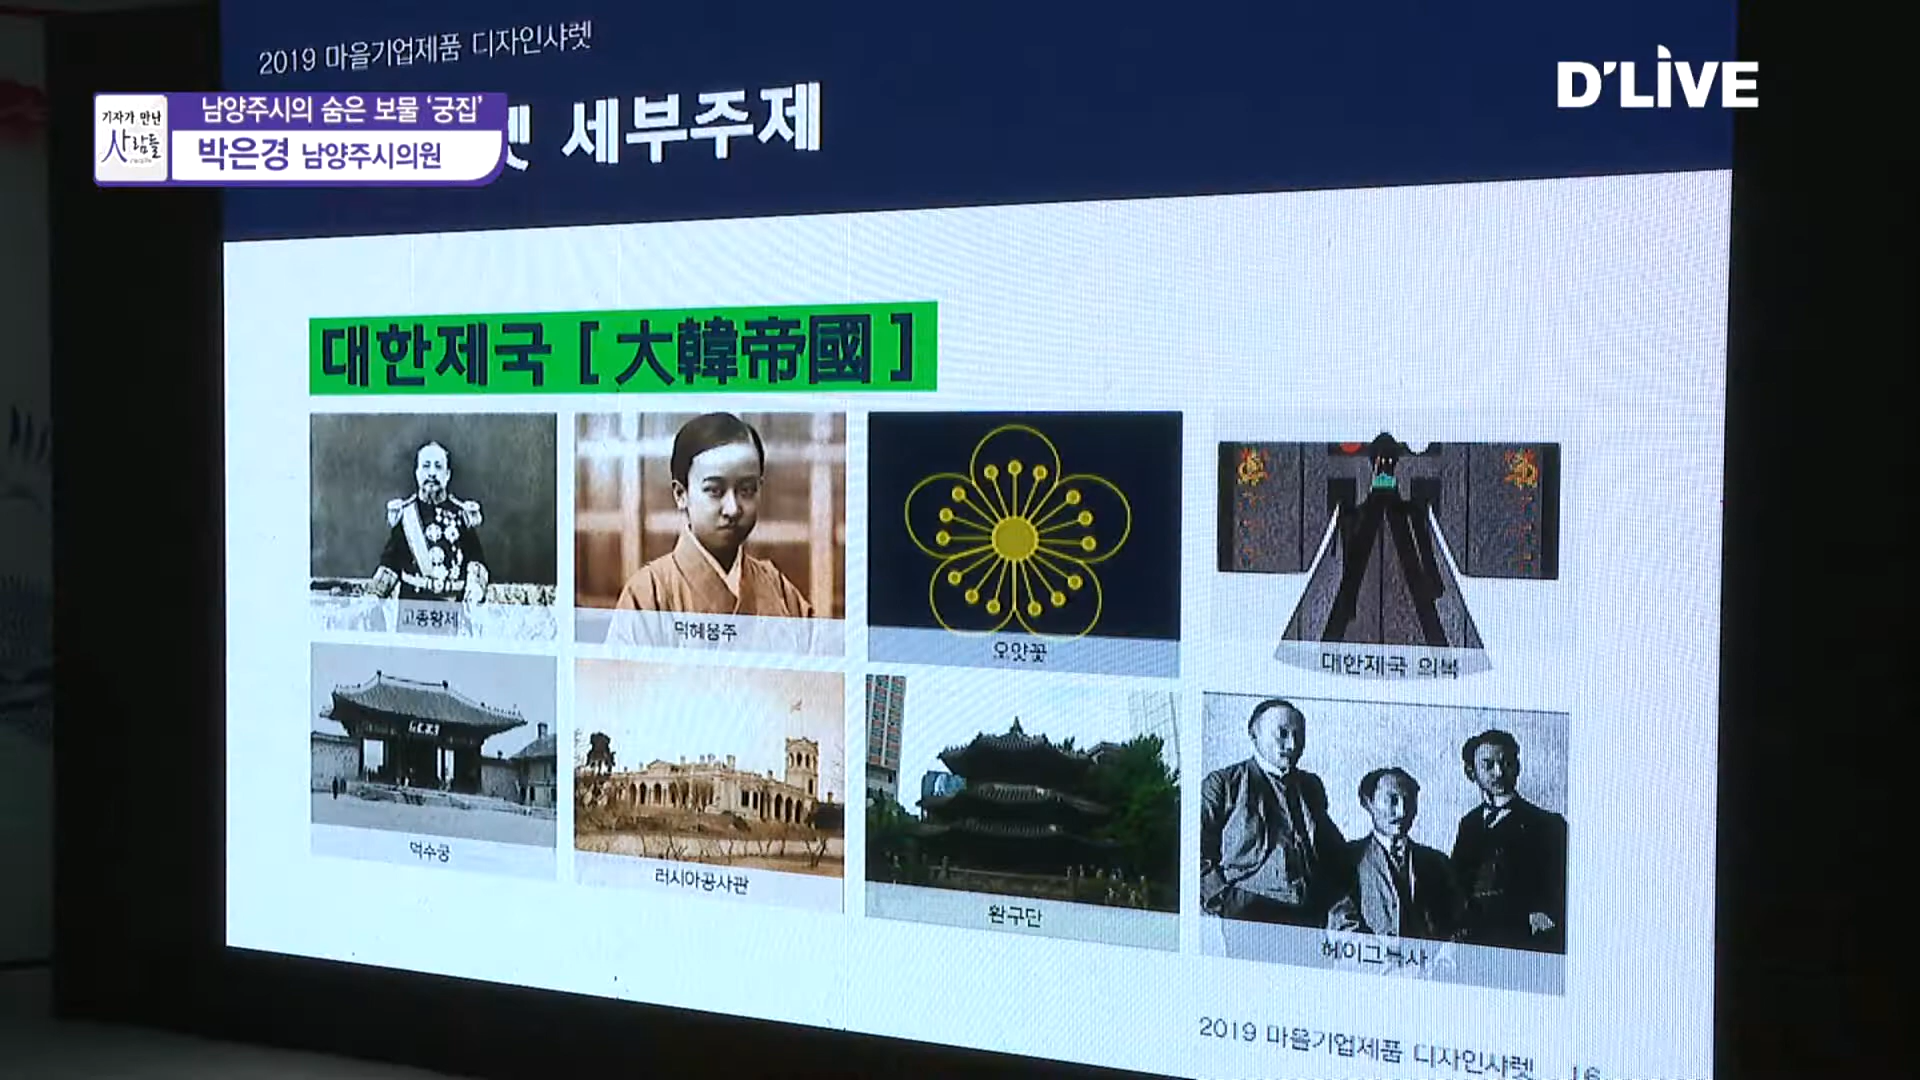 2019 마을기업제품 디자인샤렛
D'LIVE
기자가 만난
사람들
남양주시의 숨은 보물 ‘궁집’
박은경 남양주시의원
렛 세부주제
대한제국 [大韓帝國]
고종황제
덕혜옹주
오얏꽃
대한제국 의복
덕수궁
러시아공사관
환구단
헤이그특사
2019 마을기업제품 디자인샤렛 16